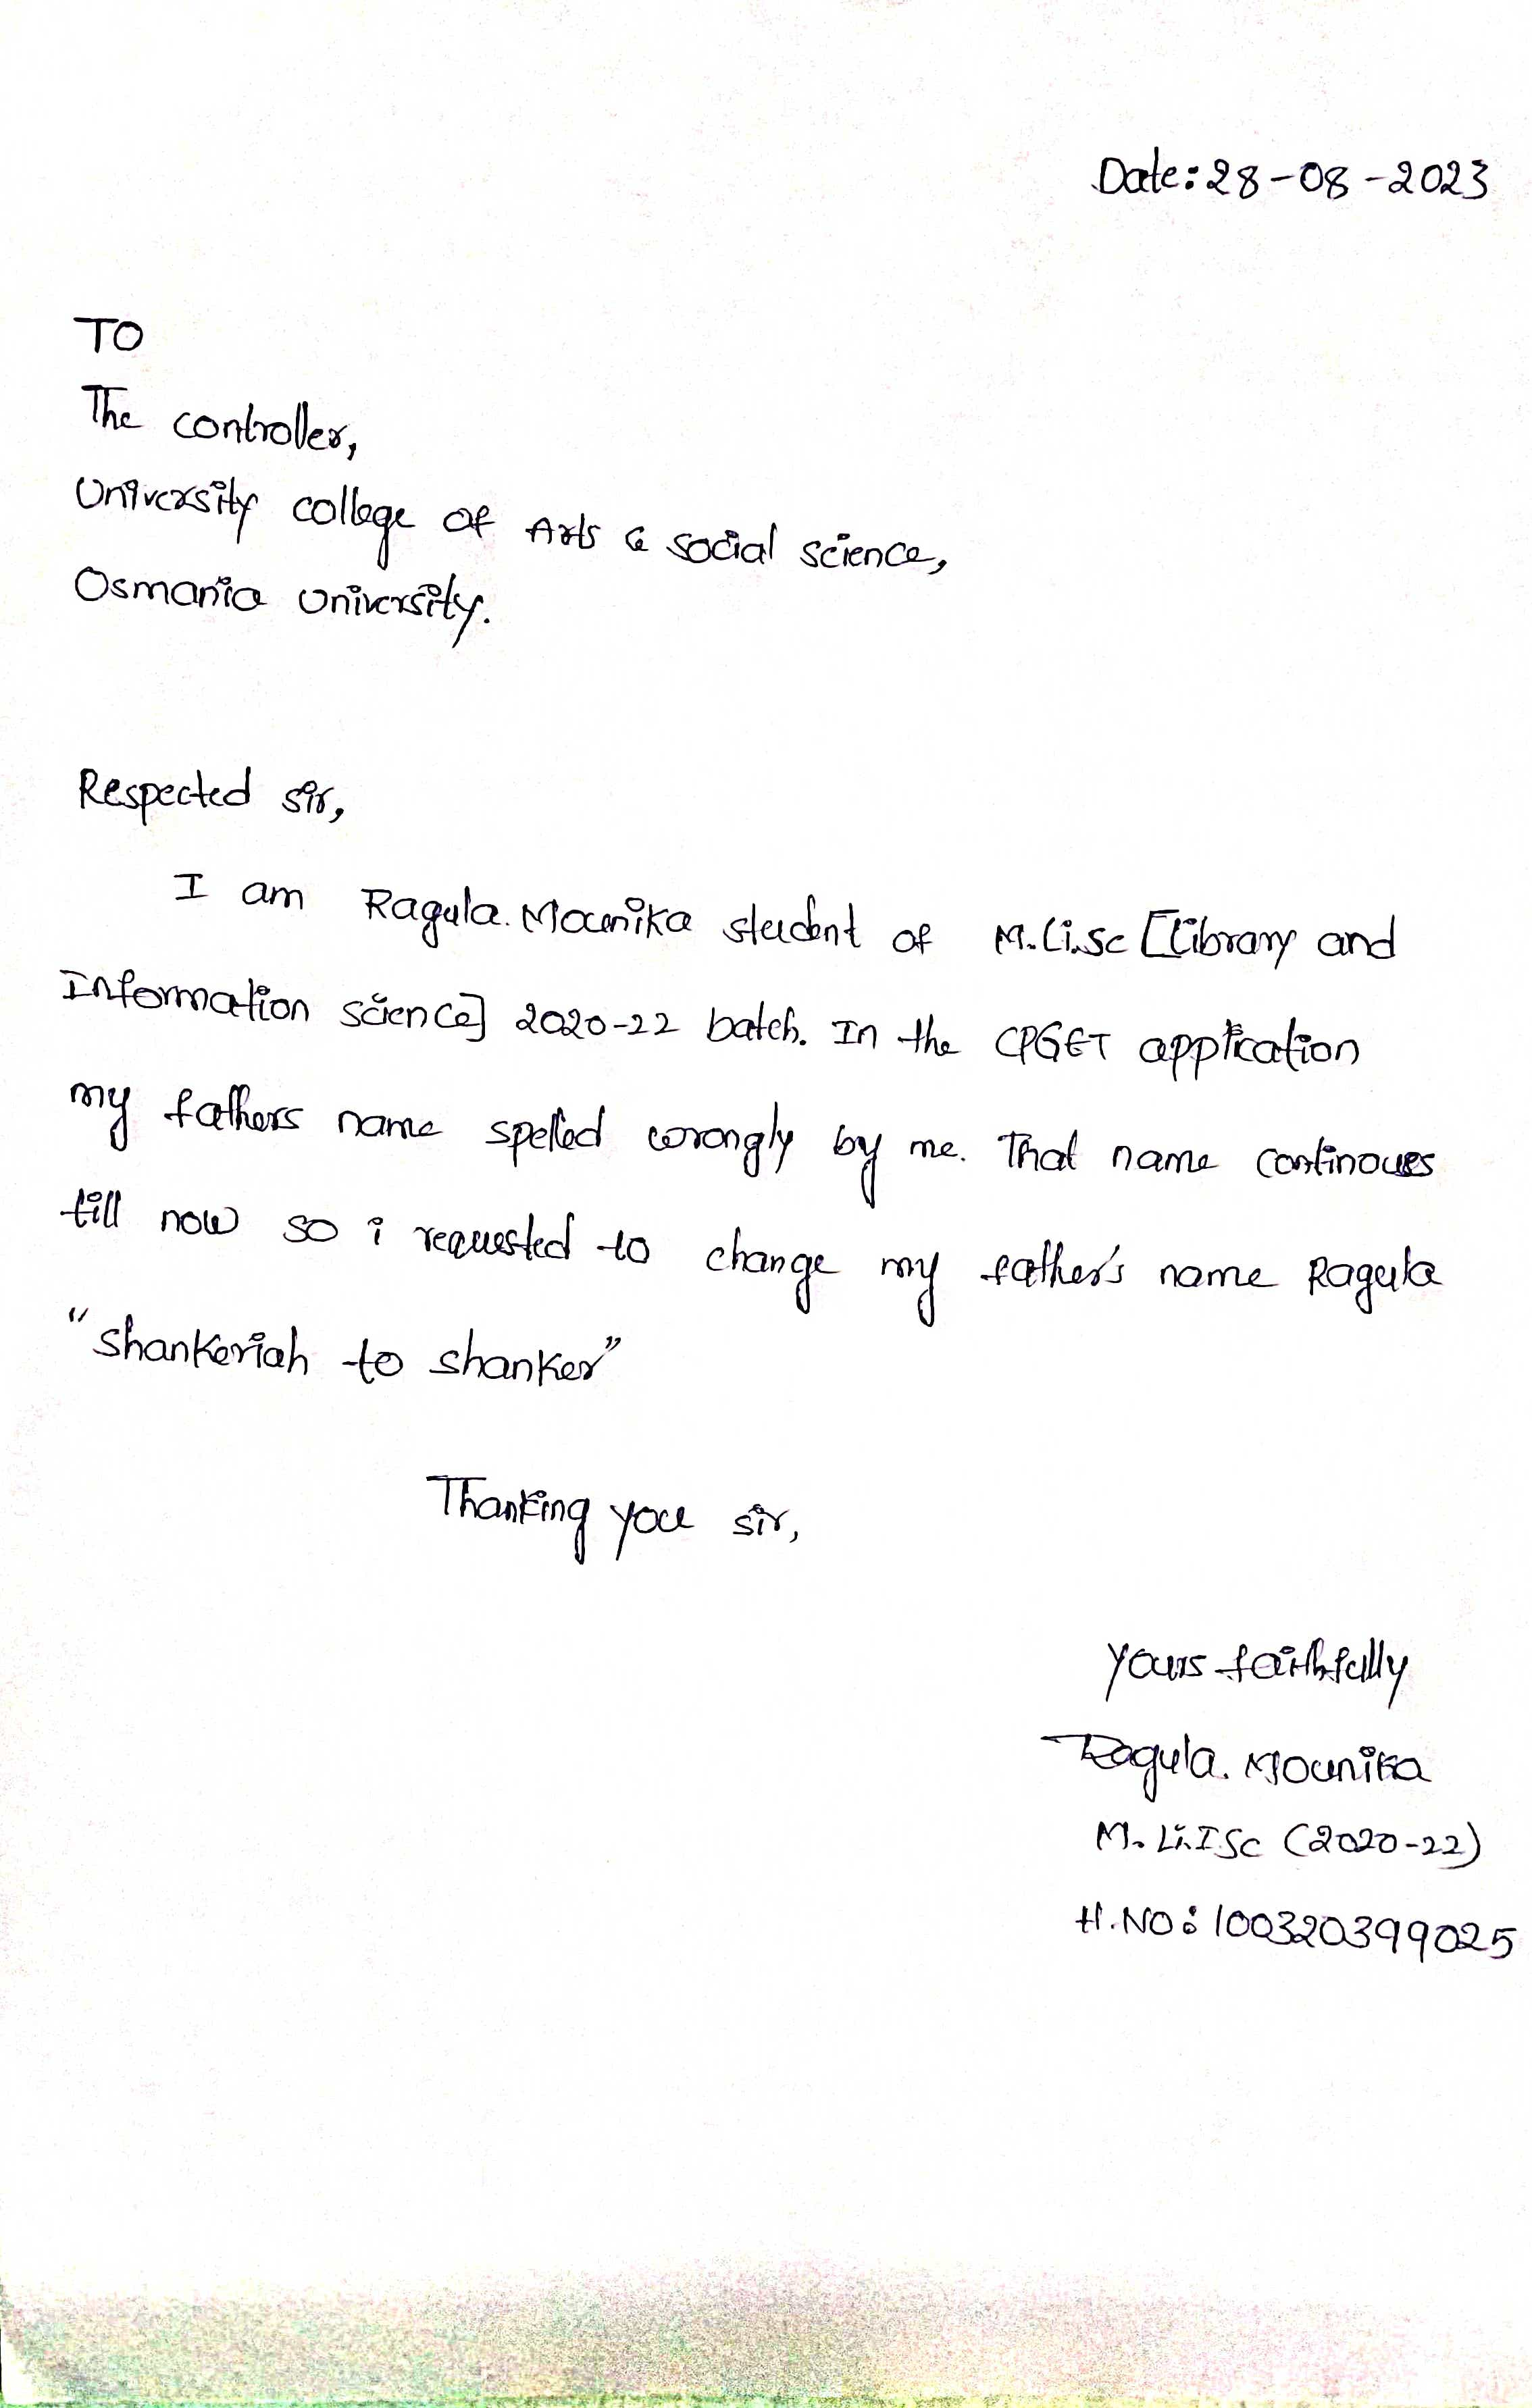 Date: 28-08-2023
TO
The controller,
University college of Arts & social science,
Osmania University.
Respected sir,
I am Ragula. Mounika student of M.Li.sc [Library and
Information science] 2020-22 batch. In the CPGET application
my fathers name spelled wrongly by me. That name continoues
till now so i requested to change my father's name Ragula
"shankeriah to shanker"
Thanking you sir,
yours faithfully
Ragula. Mounika
M. Li.I.Sc (2020-22)
H.NO: 100320399025